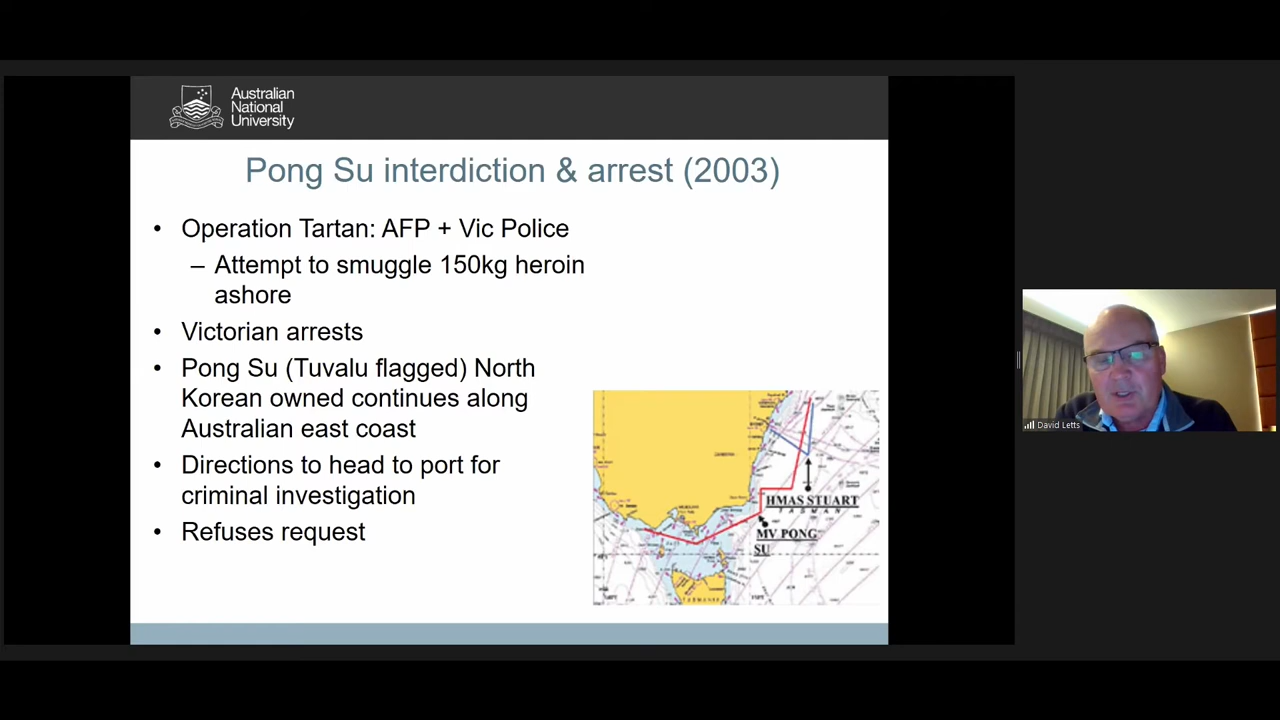 Australian
National
University
Pong Su interdiction & arrest (2003)
• Operation Tartan: AFP + Vic Police
– Attempt to smuggle 150kg heroin
ashore
• Victorian arrests
• Pong Su (Tuvalu flagged) North
Korean owned continues along
Australian east coast
• Directions to head to port for
criminal investigation
• Refuses request
HMAS STUART
TASMAN
MV PONG
SU
TASMANIA
David Letts